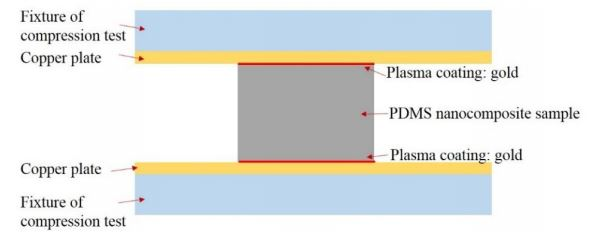 Fixture of
compression test
Copper plate
Plasma coating: gold
PDMS nanocomposite sample
Plasma coating: gold
Copper plate
Fixture of
compression test